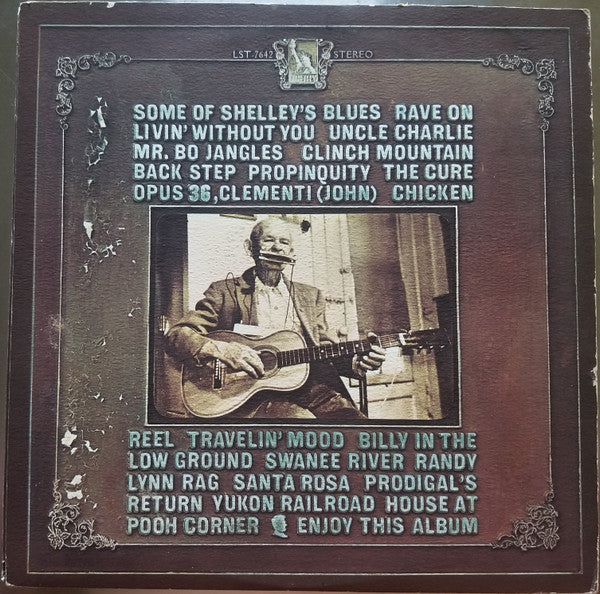 LST-7642 STEREO
SOME OF SHELLEY'S BLUES RAVE ON
LIVIN' WITHOUT YOU UNCLE CHARLIE
MR. BO JANGLES CLINCH MOUNTAIN
BACK STEP PROPINQUITY THE CURE
OPUS 36, CLEMENTI (JOHN) CHICKEN
REEL TRAVELIN' MOOD BILLY IN THE
LOW GROUND SWANEE RIVER RANDY
LYNN RAG SANTA ROSA PRODIGAL'S
RETURN YUKON RAILROAD HOUSE AT
POOH CORNER ENJOY THIS ALBUM